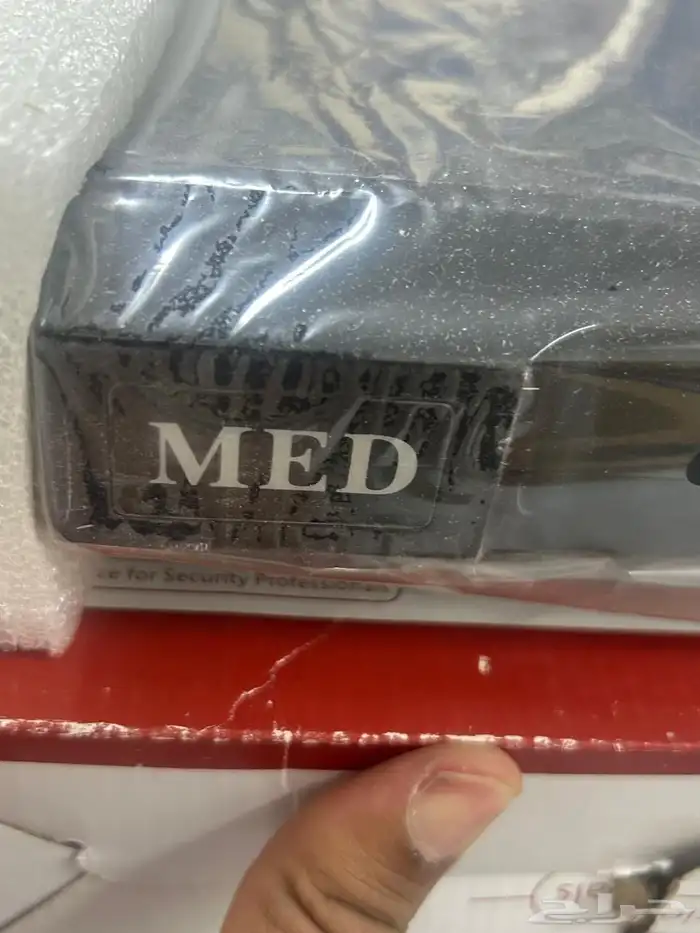 MED
ce for Security Professionals
حراج